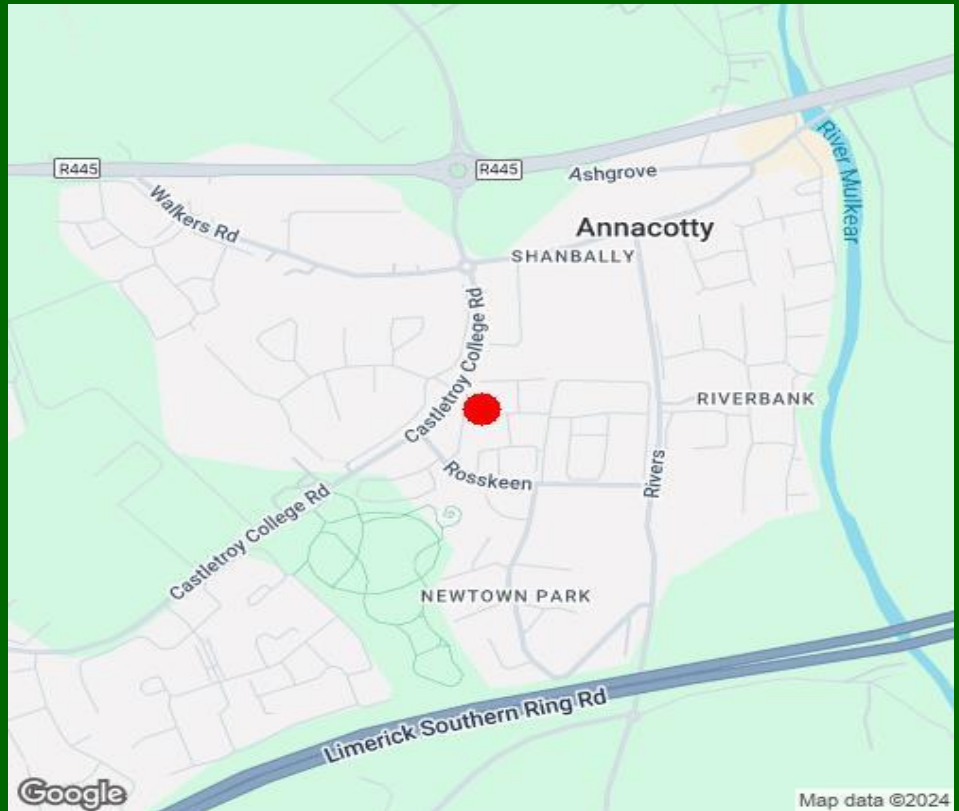 R445
R445
Ashgrove
River Mulkear
Walkers Rd
Annacotty
SHANBALLY
Castletroy College Rd
RIVERBANK
Rosskeen
Rivers
Castletroy College Rd
NEWTOWN PARK
Limerick Southern Ring Rd
Google
Map data ©2024